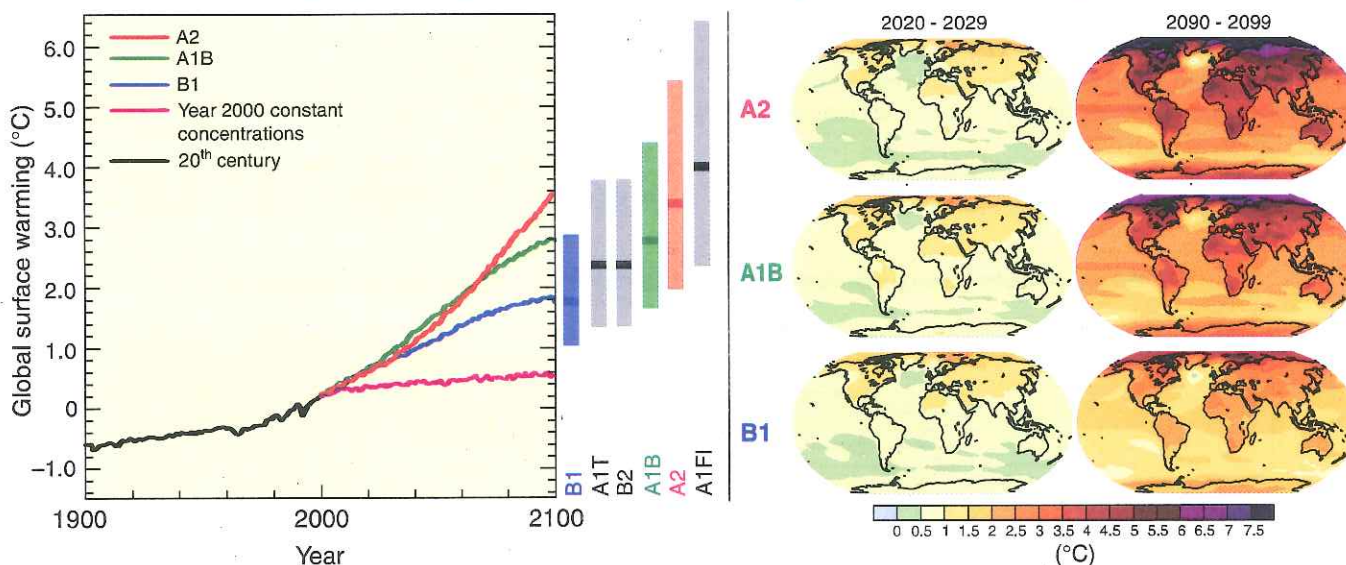 6.0
5.0
4.0
3.0
2.0
1.0
0
−1.0
Global surface warming (°C)
A2
A1B
B1
Year 2000 constant
concentrations
20th century
1900
2000
2100
Year
B1
A1T
B2
A1B
A2
A1FI
2020 - 2029
2090 - 2099
A2
A1B
B1
0 0.5 1 1.5 2 2.5 3 3.5 4 4.5 5 5.5 6 6.5 7 7.5
(°C)